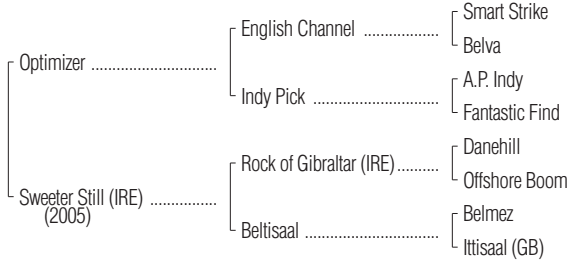 Smart Strike
English Channel ..................
Belva
Optimizer ..............................
A.P. Indy
Indy Pick ..............................
Fantastic Find
Danehill
Rock of Gibraltar (IRE)..........
Offshore Boom
Sweeter Still (IRE) ................
(2005)
Belmez
Beltisaal ................................
Ittisaal (GB)